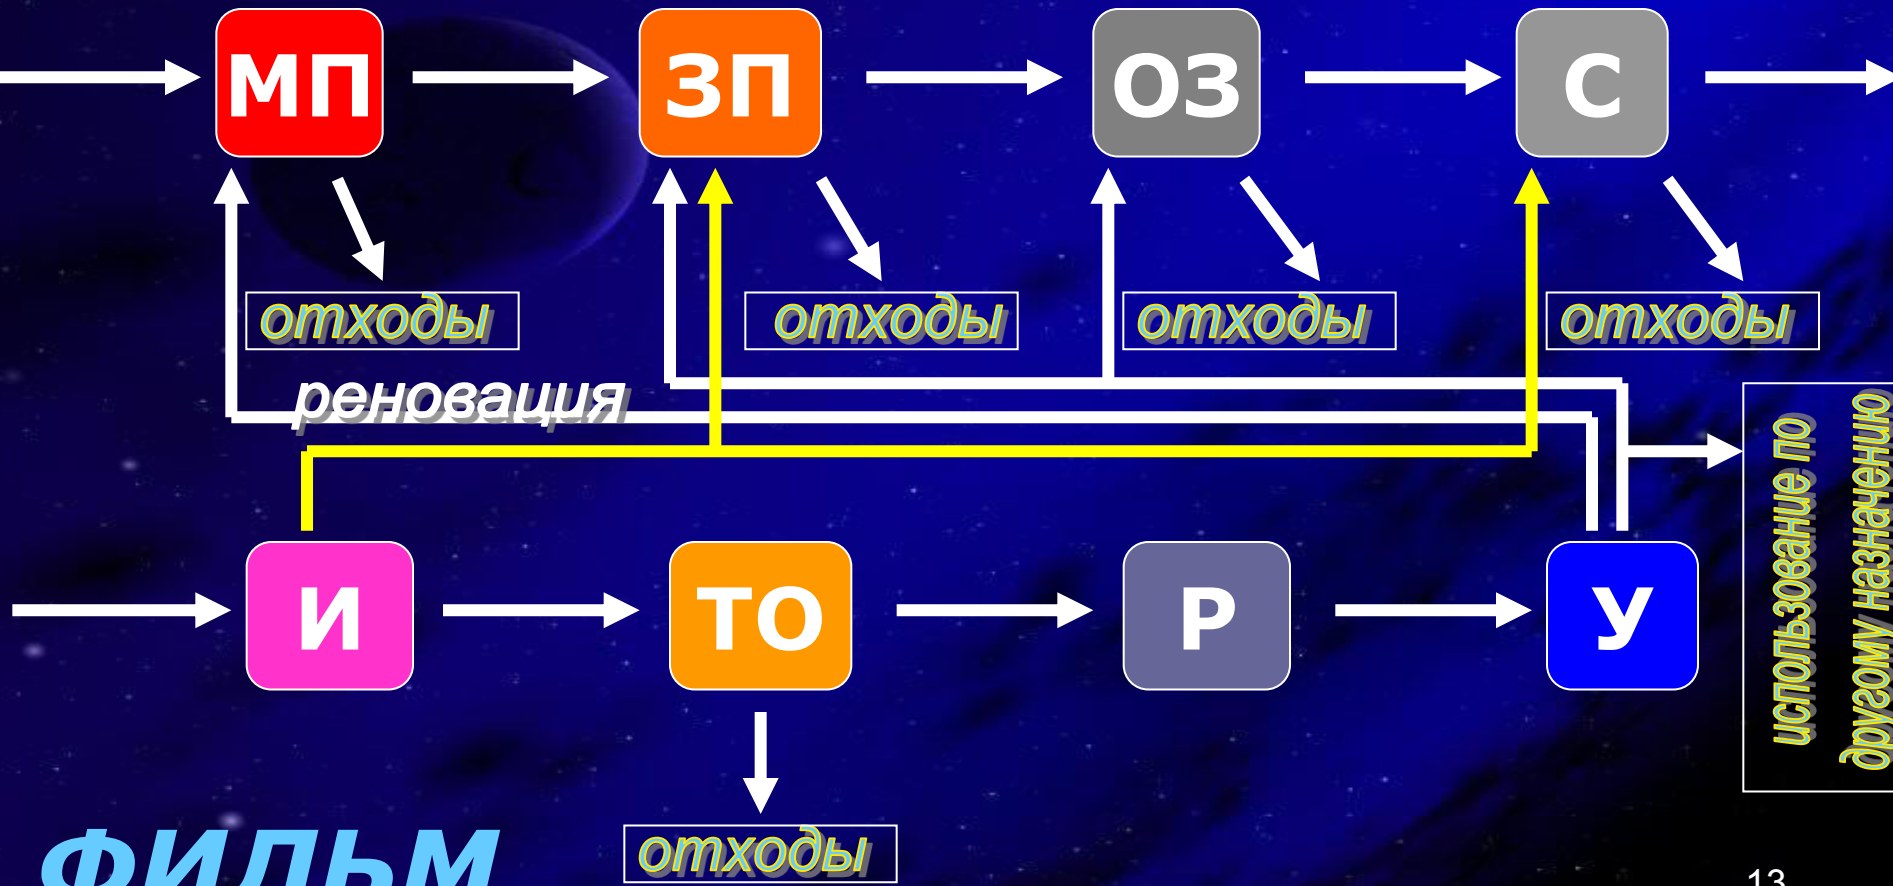 МП ЗП ОЗ С
отходы отходы отходы отходы
реновация
использование по
другому назначению
И ТО Р У
отходы
ФИЛЬМ
13